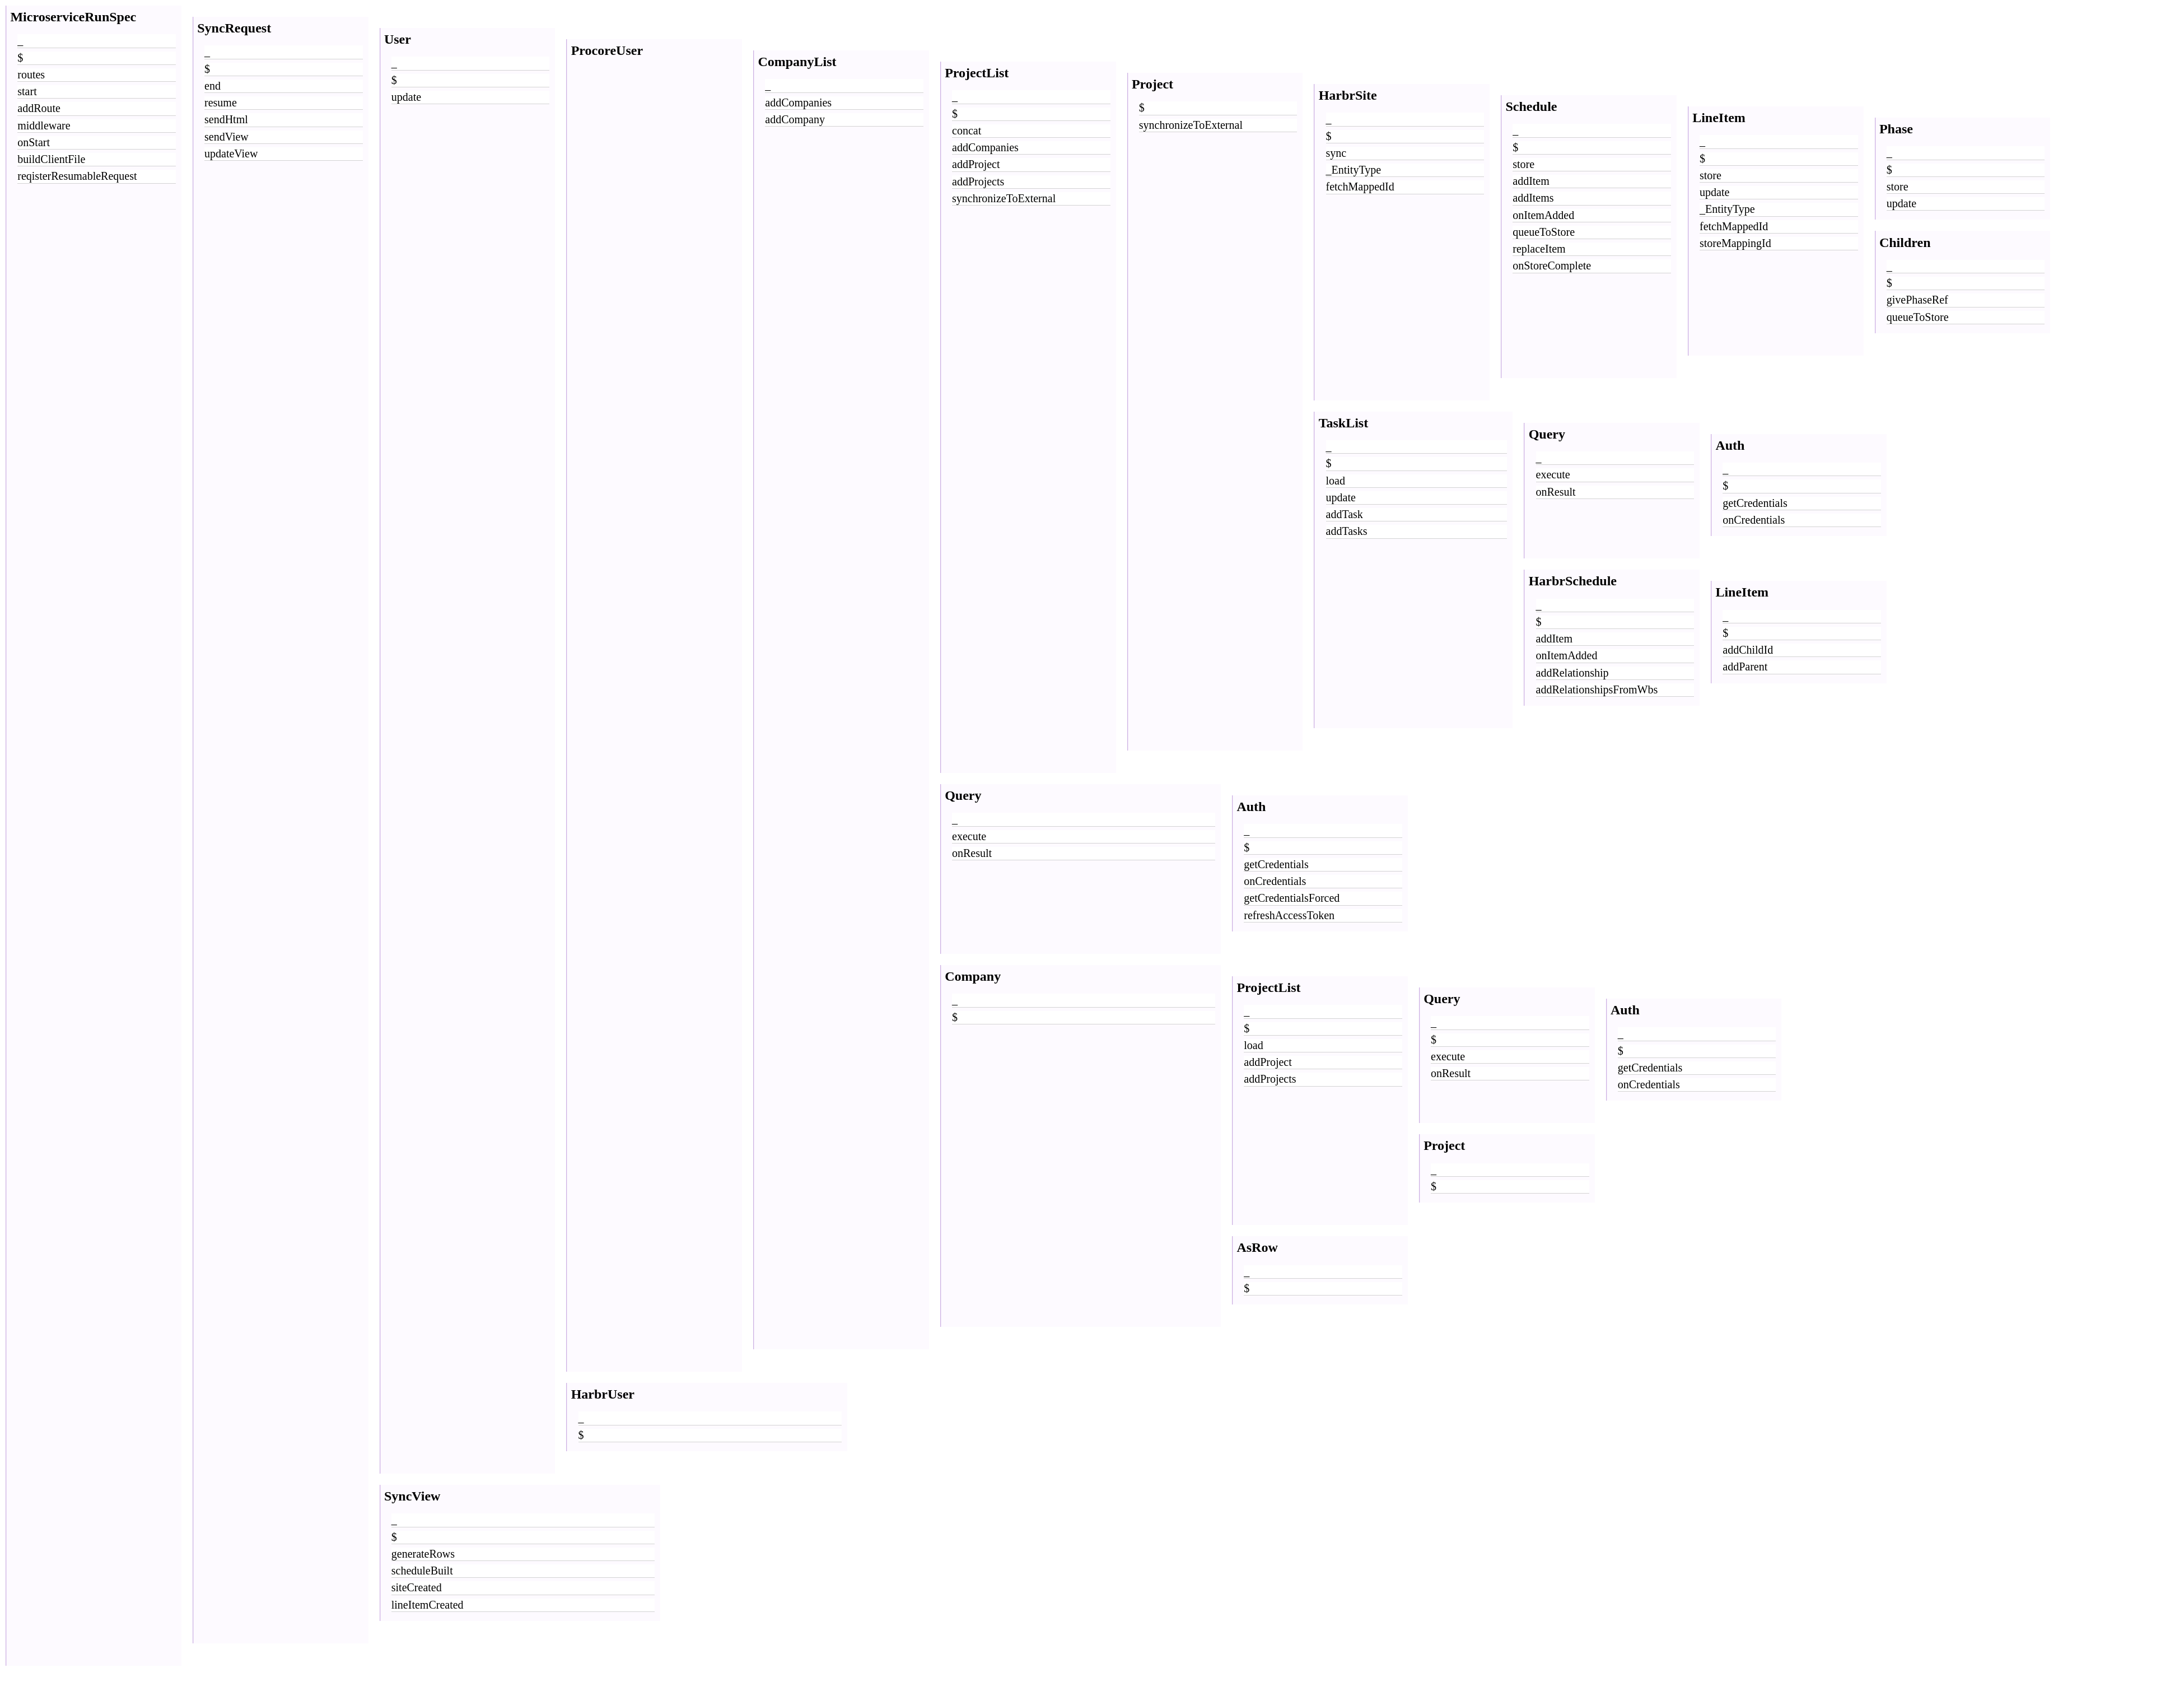 MicroserviceRunSpec
_
$
routes
start
addRoute
middleware
onStart
buildClientFile
reqisterResumableRequest
SyncRequest
_
$
end
resume
sendHtml
sendView
updateView
User
_
$
update
ProcoreUser
CompanyList
_
addCompanies
addCompany
ProjectList
_
$
concat
addCompanies
addProject
addProjects
synchronizeToExternal
Project
$
synchronizeToExternal
HarbrSite
_
$
sync
_EntityType
fetchMappedId
Schedule
_
$
store
addItem
addItems
onItemAdded
queueToStore
replaceItem
onStoreComplete
LineItem
_
$
store
update
_EntityType
fetchMappedId
storeMappingId
Phase
_
$
store
update
Children
_
$
givePhaseRef
queueToStore
TaskList
_
$
load
update
addTask
addTasks
Query
_
execute
onResult
Auth
_
$
getCredentials
onCredentials
HarbrSchedule
_
$
addItem
onItemAdded
addRelationship
addRelationshipsFromWbs
LineItem
_
$
addChildId
addParent
Query
_
execute
onResult
Auth
_
$
getCredentials
onCredentials
getCredentialsForced
refreshAccessToken
Company
_
$
ProjectList
_
$
load
addProject
addProjects
Query
_
$
execute
onResult
Auth
_
$
getCredentials
onCredentials
Project
_
$
AsRow
_
$
HarbrUser
_
$
SyncView
_
$
generateRows
scheduleBuilt
siteCreated
lineItemCreated